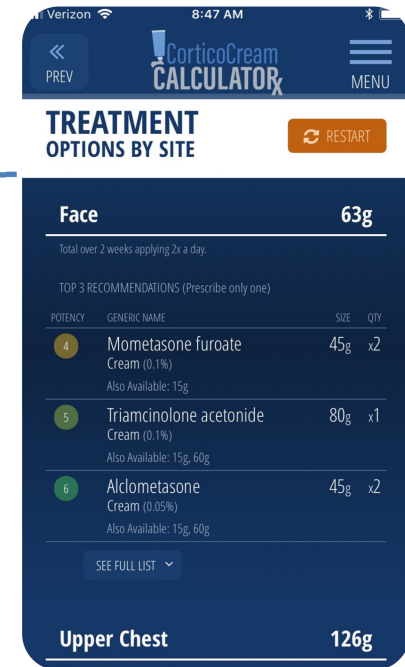 Verizon 8:47 AM
PREV
CorticoCream
CALCULATORx
MENU
TREATMENT
OPTIONS BY SITE
RESTART
Face 63g
Total over 2 weeks applying 2x a day.
TOP 3 RECOMMENDATIONS (Prescribe only one)
POTENCY GENERIC NAME SIZE QTY
4 Mometasone furoate 45g x2
Cream (0.1%)
Also Available: 15g
5 Triamcinolone acetonide 80g x1
Cream (0.1%)
Also Available: 15g, 60g
6 Alclometasone 45g x2
Cream (0.05%)
Also Available: 15g, 60g
SEE FULL LIST
Upper Chest 126g